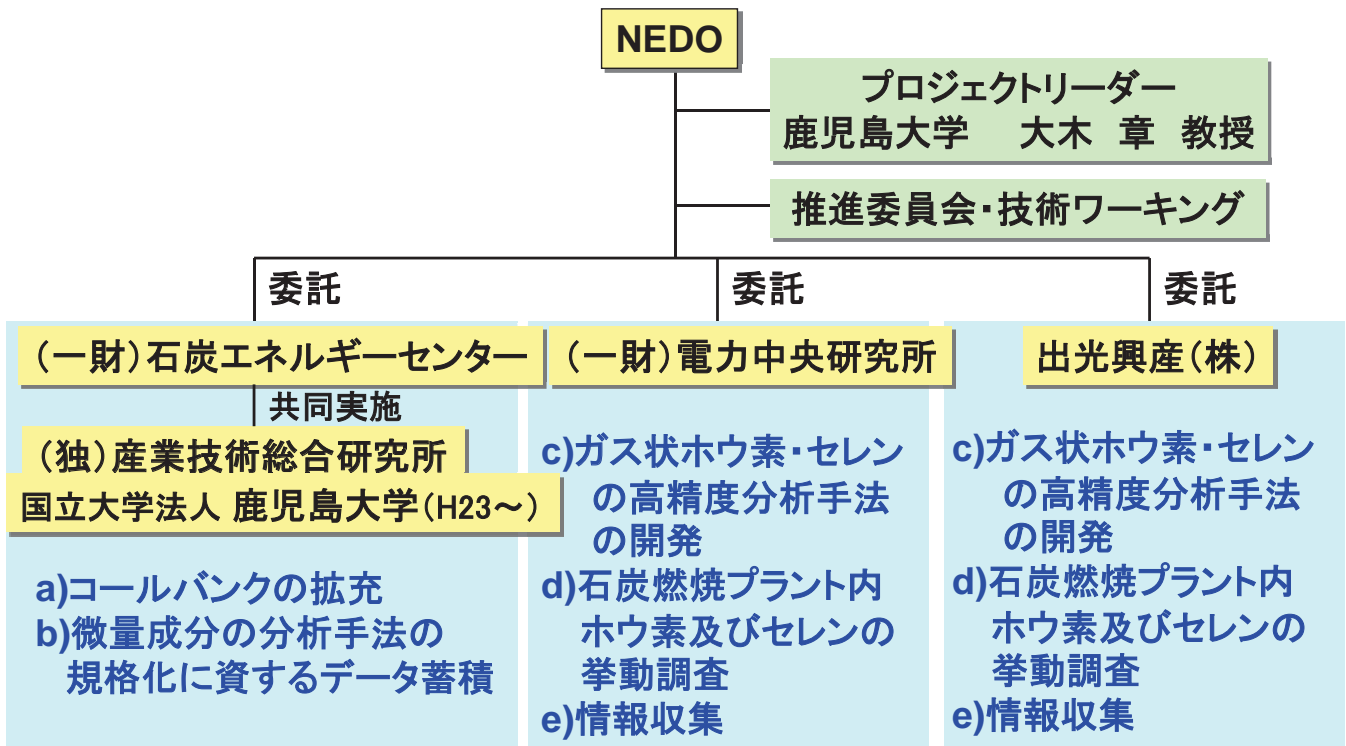 NEDO
プロジェクトリーダー
鹿児島大学　大木　章　教授
推進委員会・技術ワーキング
委託
委託
委託
（一財）石炭エネルギーセンター
共同実施
（独）産業技術総合研究所
国立大学法人 鹿児島大学（H23～）
a)コールバンクの拡充
b)微量成分の分析手法の
規格化に資するデータ蓄積
（一財）電力中央研究所
c)ガス状ホウ素・セレン
の高精度分析手法
の開発
d)石炭燃焼プラント内
ホウ素及びセレンの
挙動調査
e)情報収集
出光興産（株）
c)ガス状ホウ素・セレン
の高精度分析手法
の開発
d)石炭燃焼プラント内
ホウ素及びセレンの
挙動調査
e)情報収集